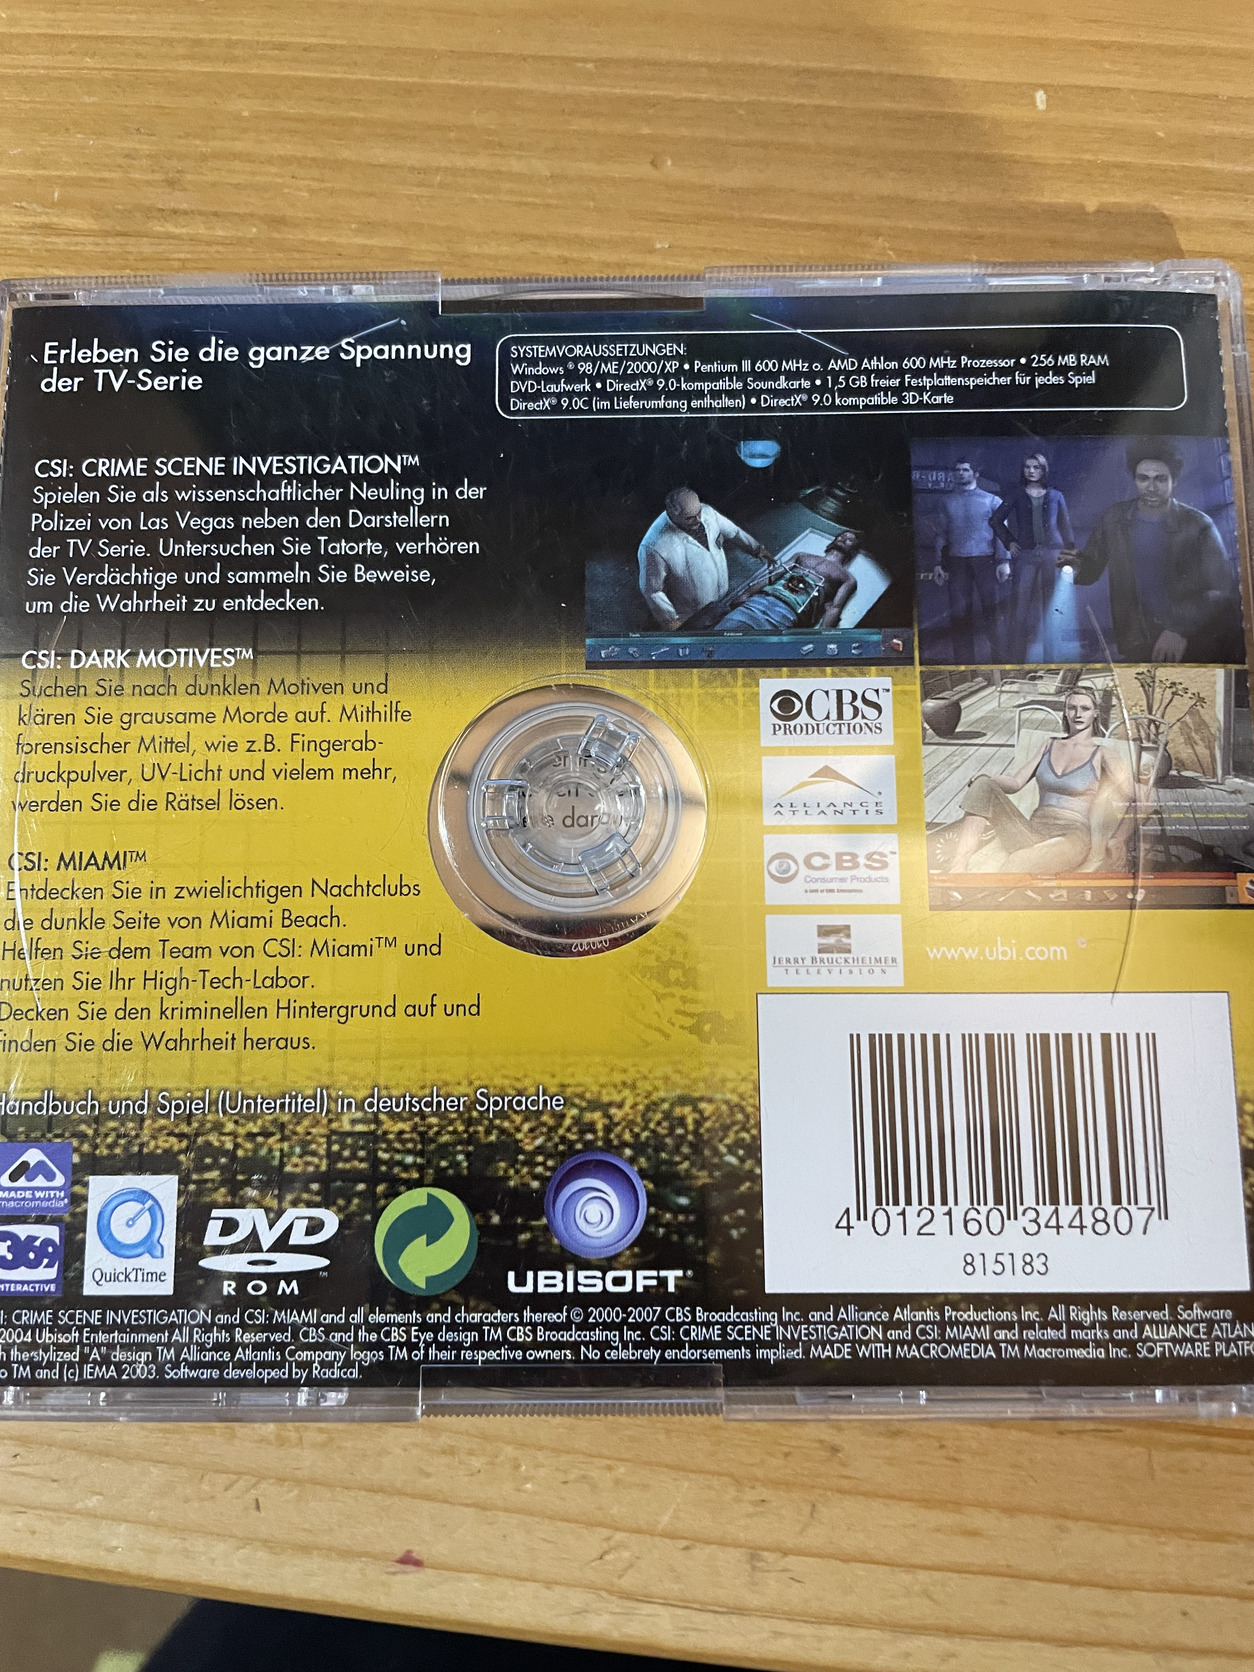 Erleben Sie die ganze Spannung
der TV-Serie
SYSTEMVORAUSSETZUNGEN:
Windows ® 98/ME/2000/XP • Pentium III 600 MHz o. AMD Athlon 600 MHz Prozessor • 256 MB RAM
DVD-Laufwerk • DirectX® 9.0-kompatible Soundkarte • 1,5 GB freier Festplattenspeicher für jedes Spiel
DirectX® 9.0C (im Lieferumfang enthalten) • DirectX® 9.0 kompatible 3D-Karte
CSI: CRIME SCENE INVESTIGATION™
Spielen Sie als wissenschaftlicher Neuling in der
Polizei von Las Vegas neben den Darstellern
der TV Serie. Untersuchen Sie Tatorte, verhören
Sie Verdächtige und sammeln Sie Beweise,
um die Wahrheit zu entdecken.
CSI: DARK MOTIVES™
Suchen Sie nach dunklen Motiven und
klären Sie grausame Morde auf. Mithilfe
forensischer Mittel, wie z.B. Fingerab-
druckpulver, UV-Licht und vielem mehr,
werden Sie die Rätsel lösen.
CSI: MIAMI™
Entdecken Sie in zwielichtigen Nachtclubs
die dunkle Seite von Miami Beach.
Helfen Sie dem Team von CSI: Miami™ und
nutzen Sie Ihr High-Tech-Labor.
Decken Sie den kriminellen Hintergrund auf und
finden Sie die Wahrheit heraus.
Handbuch und Spiel (Untertitel) in deutscher Sprache
CBS™
PRODUCTIONS
ALLIANCE
ATLANTIS
CBS™
Consumer Products
JERRY BRUCKHEIMER
TELEVISION
www.ubi.com
MADE WITH
macromedia®
369
INTERACTIVE
QuickTime
DVD
ROM™
UBISOFT®
4 012160 344807
815183
I: CRIME SCENE INVESTIGATION and CSI: MIAMI and all elements and characters thereof © 2000-2007 CBS Broadcasting Inc. and Alliance Atlantis Productions Inc. All Rights Reserved. Software
2004 Ubisoft Entertainment All Rights Reserved. CBS and the CBS Eye design TM CBS Broadcasting Inc. CSI: CRIME SCENE INVESTIGATION and CSI: MIAMI and related marks and ALLIANCE ATLAN
h the stylized "A" design TM Alliance Atlantis Company logos TM of their respective owners. No celebrety endorsements implied. MADE WITH MACROMEDIA TM Macromedia Inc. SOFTWARE PLATFO
o TM and (c) IEMA 2003. Software developed by Radical.